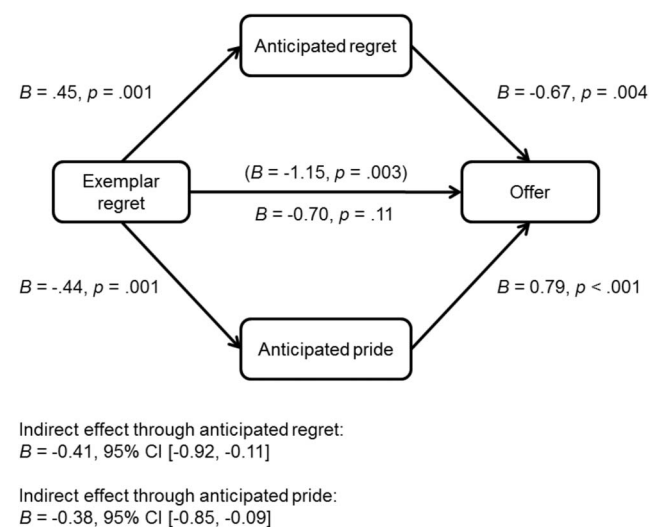 Anticipated regret
B = .45, p = .001
B = -0.67, p = .004
(B = -1.15, p = .003)
Exemplar
regret
Offer
B = -0.70, p = .11
B = -.44, p = .001
B = 0.79, p < .001
Anticipated pride
Indirect effect through anticipated regret:
B = -0.41, 95% CI [-0.92, -0.11]
Indirect effect through anticipated pride:
B = -0.38, 95% CI [-0.85, -0.09]